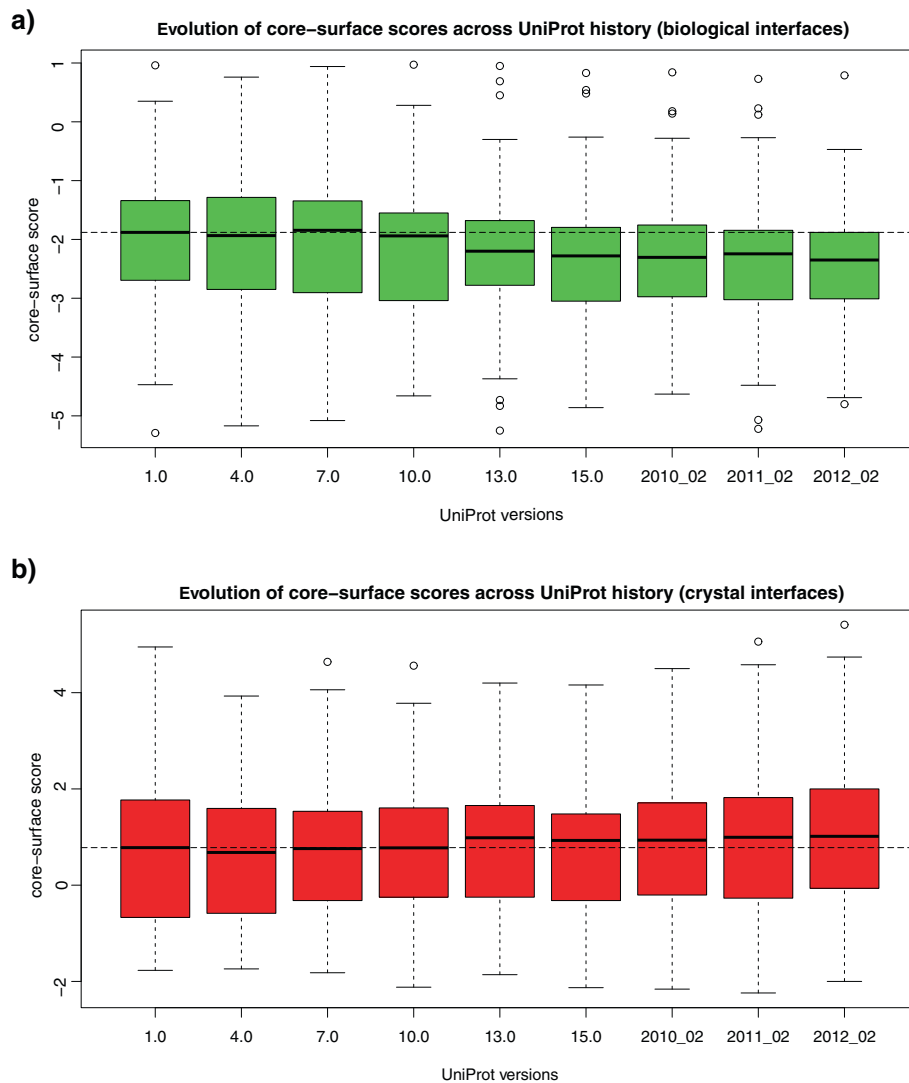 a)
Evolution of core−surface scores across UniProt history (biological interfaces)
core−surface score
1
0
−1
−2
−3
−4
−5
1.0 4.0 7.0 10.0 13.0 15.0 2010_02 2011_02 2012_02
UniProt versions
b)
Evolution of core−surface scores across UniProt history (crystal interfaces)
core−surface score
4
2
0
−2
1.0 4.0 7.0 10.0 13.0 15.0 2010_02 2011_02 2012_02
UniProt versions